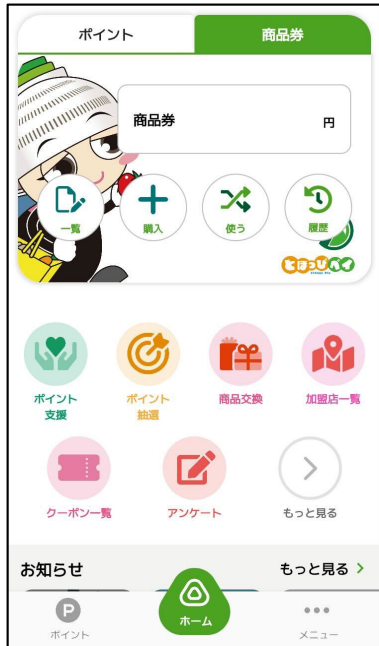 ポイント
商品券
商品券 円
一覧
購入
使う
履歴
とまっぴペイ
ポイント
支援
ポイント
抽選
商品交換
加盟店一覧
クーポン一覧
アンケート
もっと見る
お知らせ
もっと見る
P
ポイント
ホーム
メニュー